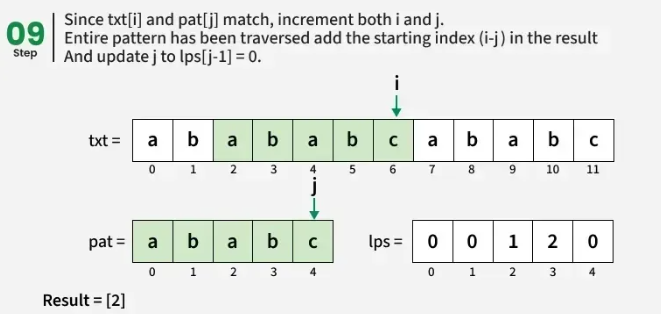 09
Step
Since txt[i] and pat[j] match, increment both i and j.
Entire pattern has been traversed add the starting index (i-j) in the result
And update j to lps[j-1] = 0.
i
txt = a b a b a b c a b a b c
0 1 2 3 4 5 6 7 8 9 10 11
j
pat = a b a b c lps = 0 0 1 2 0
0 1 2 3 4 0 1 2 3 4
Result = [2]